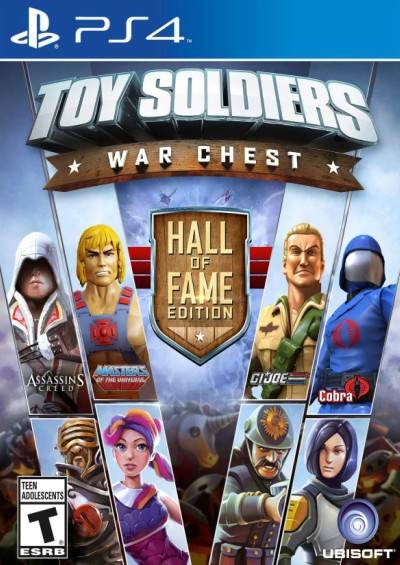 PS4
TOY SOLDIERS
WAR CHEST
HALL
OF
FAME
EDITION
ASSASSIN'S
CREED
MASTERS
OF THE UNIVERSE
G.I.JOE
Cobra
TEEN
ADOLESCENTS
T
ESRB
UBISOFT